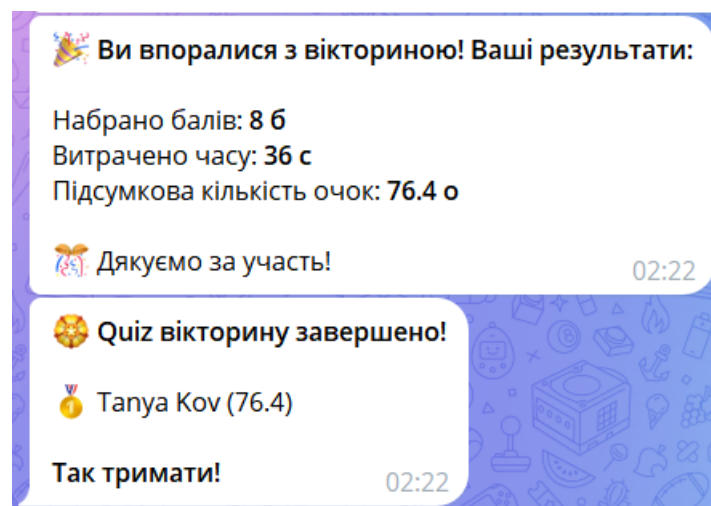 🎉 Ви впоралися з вікториною! Ваші результати:
Набрано балів: 8 б
Витрачено часу: 36 с
Підсумкова кількість очок: 76.4 о
🎊 Дякуємо за участь!
02:22
🏵 Quiz вікторину завершено!
🥇 Tanya Kov (76.4)
Так тримати!
02:22